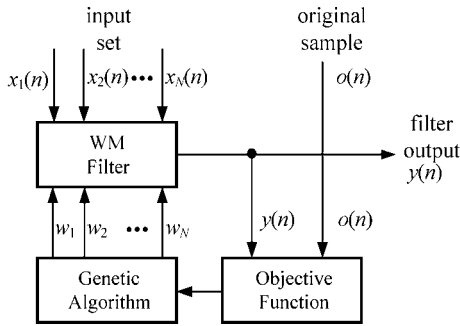 input set
original sample
x1(n) x2(n) ••• xN(n)
o(n)
WM Filter
filter output y(n)
w1 w2 ••• wN
y(n)
o(n)
Genetic Algorithm
Objective Function